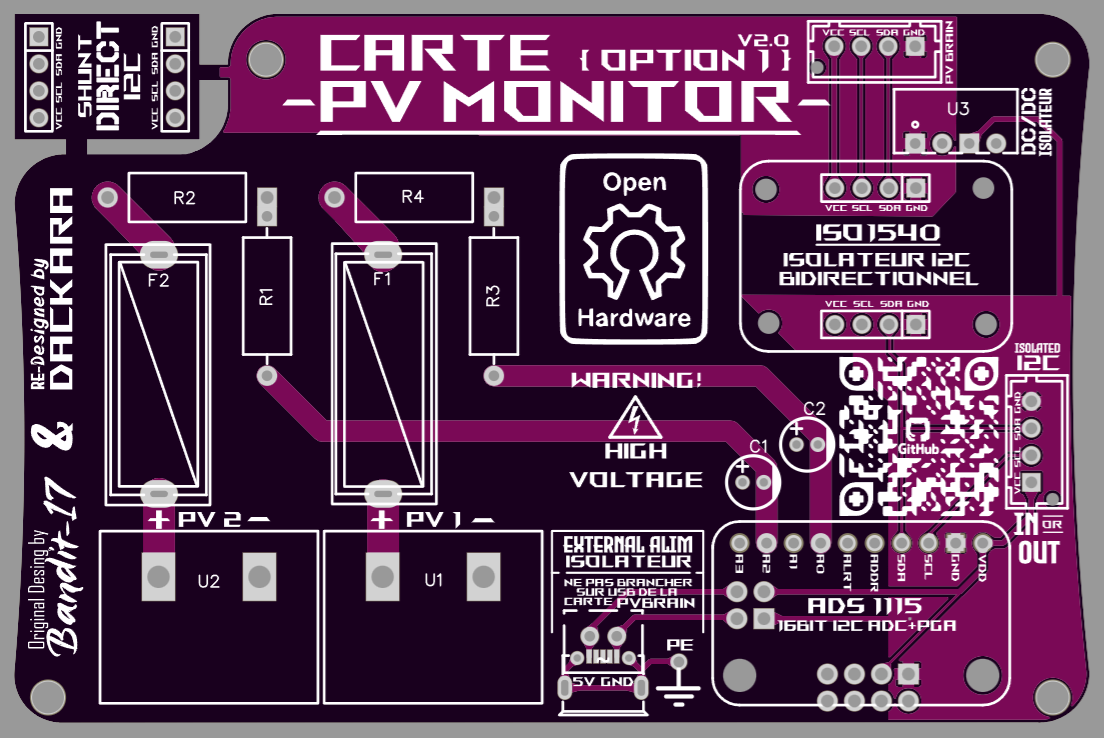 VCC SCL SDA GND
SHUNT
DIRECT
I2C
VCC SCL SDA GND
CARTE
{ OPTION 1 }
V2.0
-PV MONITOR-
VCC SCL SDA GND
PV BRAIN
U3
DC/DC
ISOLATEUR
R2
R4
R1
R3
F2
F1
Open
Hardware
VCC SCL SDA GND
ISO1540
ISOLATEUR I2C
BIDIRECTIONNEL
VCC SCL SDA GND
RE-Designed by
DACKARA
&
Original Desing by
Bandit-17
WARNING!
HIGH
VOLTAGE
C2
+
C1
+
GitHub
ISOLATED
I2C
VCC SCL SDA GND
IN OR
OUT
+ PV 2 -
+ PV 1 -
U2
U1
EXTERNAL ALIM
ISOLATEUR
NE PAS BRANCHER
SUR USB DE LA
CARTE PVBRAIN
5V GND
PE
A3 A2 A1 A0 ALRT ADDR SDA SCL GND VDD
ADS 1115
16BIT I2C ADC+PGA